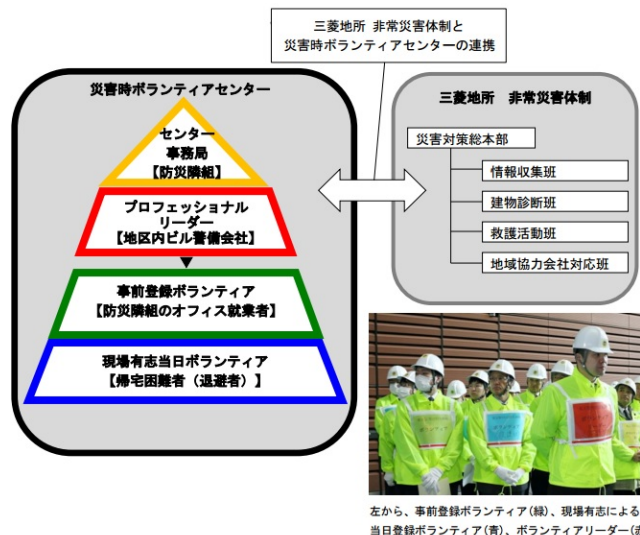 三菱地所 非常災害体制と
災害時ボランティアセンターの連携
災害時ボランティアセンター
センター
事務局
【防災隣組】
プロフェッショナル
リーダー
【地区内ビル警備会社】
事前登録ボランティア
【防災隣組のオフィス就業者】
現場有志当日ボランティア
【帰宅困難者（退避者）】
三菱地所　非常災害体制
災害対策総本部
情報収集班
建物診断班
救護活動班
地域協力会社対応班
左から、事前登録ボランティア(緑)、現場有志による
当日登録ボランティア(青)、ボランティアリーダー(赤